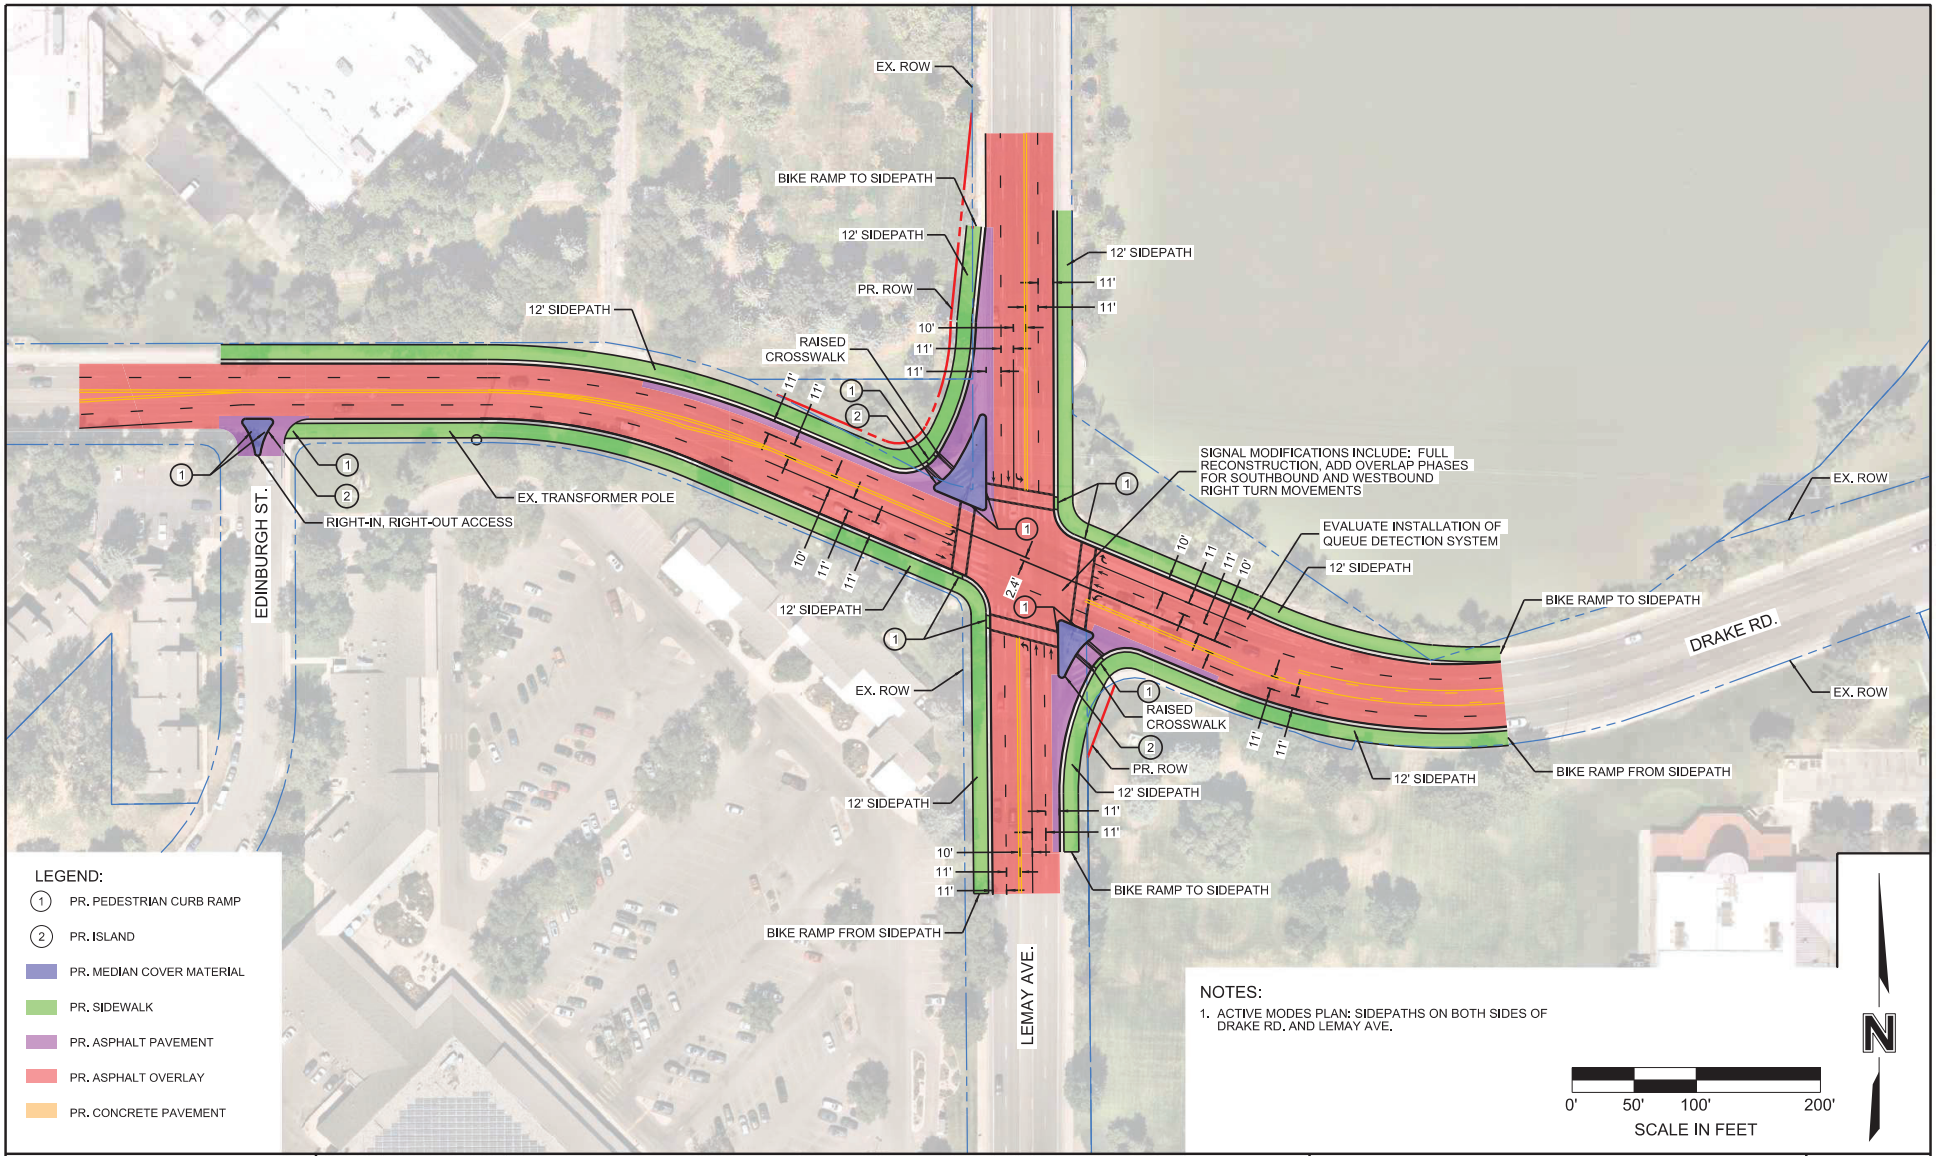 EX. ROW
BIKE RAMP TO SIDEPATH
12' SIDEPATH
12' SIDEPATH
11'
PR. ROW
11'
12' SIDEPATH
10'
RAISED
CROSSWALK
11'
11'
11'
11'
1
2
SIGNAL MODIFICATIONS INCLUDE: FULL
RECONSTRUCTION, ADD OVERLAP PHASES
FOR SOUTHBOUND AND WESTBOUND
RIGHT TURN MOVEMENTS
1
1
1
2
EX. ROW
EX. TRANSFORMER POLE
RIGHT-IN, RIGHT-OUT ACCESS
EDINBURGH ST.
1
EVALUATE INSTALLATION OF
QUEUE DETECTION SYSTEM
10'
11
11'
10'
12' SIDEPATH
10'
11'
11'
2.4'
1
12' SIDEPATH
BIKE RAMP TO SIDEPATH
DRAKE RD.
1
EX. ROW
1
EX. ROW
RAISED
CROSSWALK
2
PR. ROW
11'
11'
12' SIDEPATH
BIKE RAMP FROM SIDEPATH
12' SIDEPATH
12' SIDEPATH
11'
11'
10'
11'
11'
BIKE RAMP TO SIDEPATH
BIKE RAMP FROM SIDEPATH
LEMAY AVE.
LEGEND:
1 PR. PEDESTRIAN CURB RAMP
2 PR. ISLAND
PR. MEDIAN COVER MATERIAL
PR. SIDEWALK
PR. ASPHALT PAVEMENT
PR. ASPHALT OVERLAY
PR. CONCRETE PAVEMENT
NOTES:
1. ACTIVE MODES PLAN: SIDEPATHS ON BOTH SIDES OF
DRAKE RD. AND LEMAY AVE.
0' 50' 100' 200'
SCALE IN FEET
N